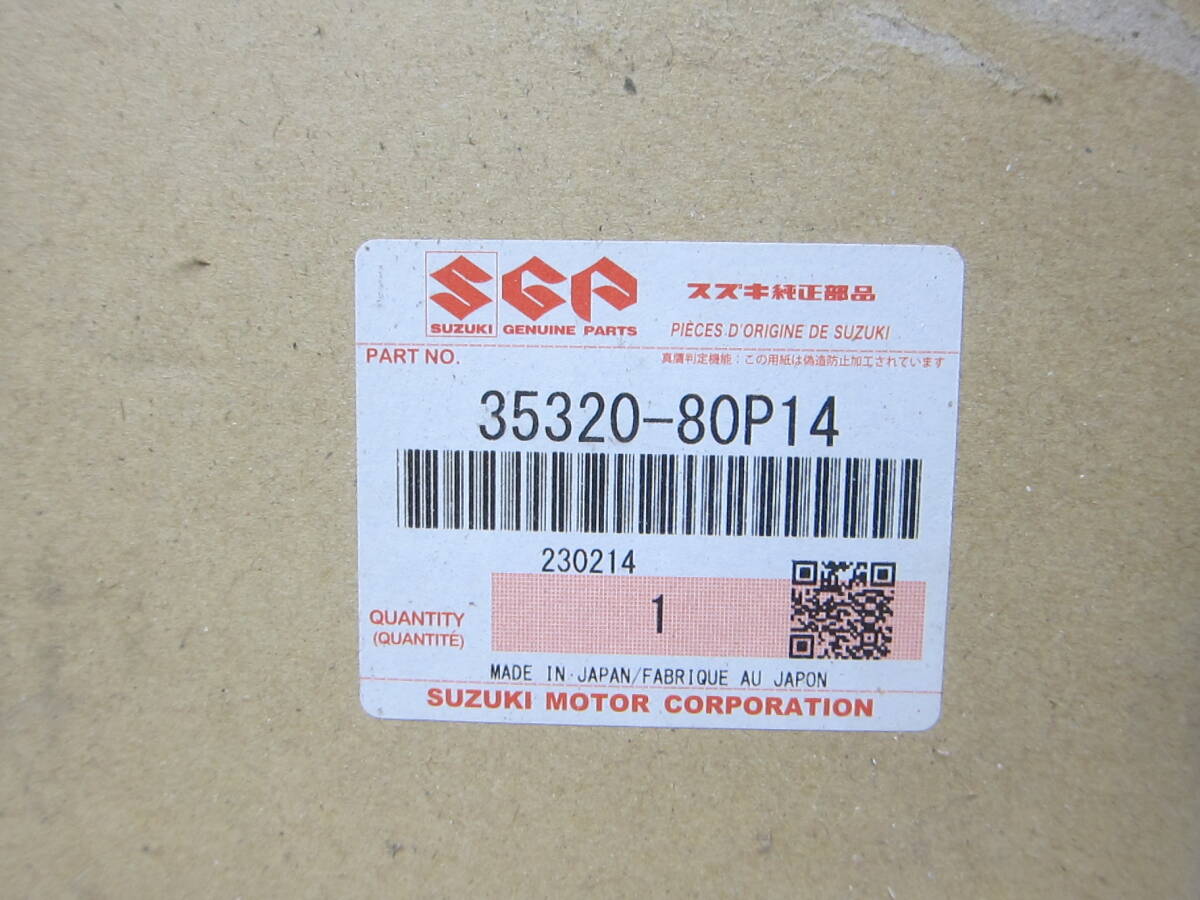 SGP スズキ純正部品
SUZUKI GENUINE PARTS PIÈCES D'ORIGINE DE SUZUKI
PART NO. 真贋判定機能：この用紙は偽造防止加工されています
35320-80P14
230214
QUANTITY 1
(QUANTITÉ)
MADE IN JAPAN/FABRIQUE AU JAPON
SUZUKI MOTOR CORPORATION